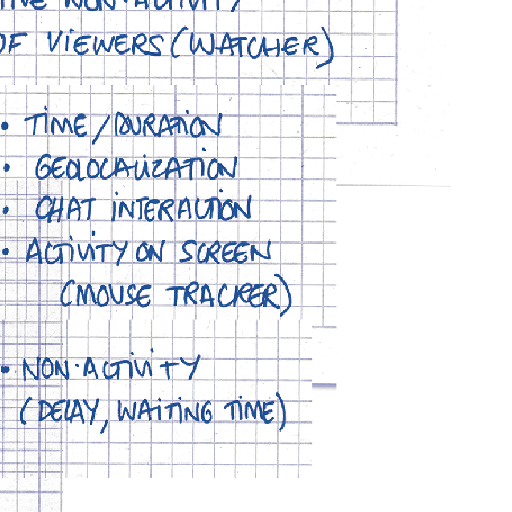 NON-ACTIVITY
OF VIEWERS (WATCHER)
• TIME/DURATION
• GEOLOCALIZATION
• CHAT INTERACTION
• ACTIVITY ON SCREEN
(MOUSE TRACKER)
• NON-ACTIVITY
(DELAY, WAITING TIME)